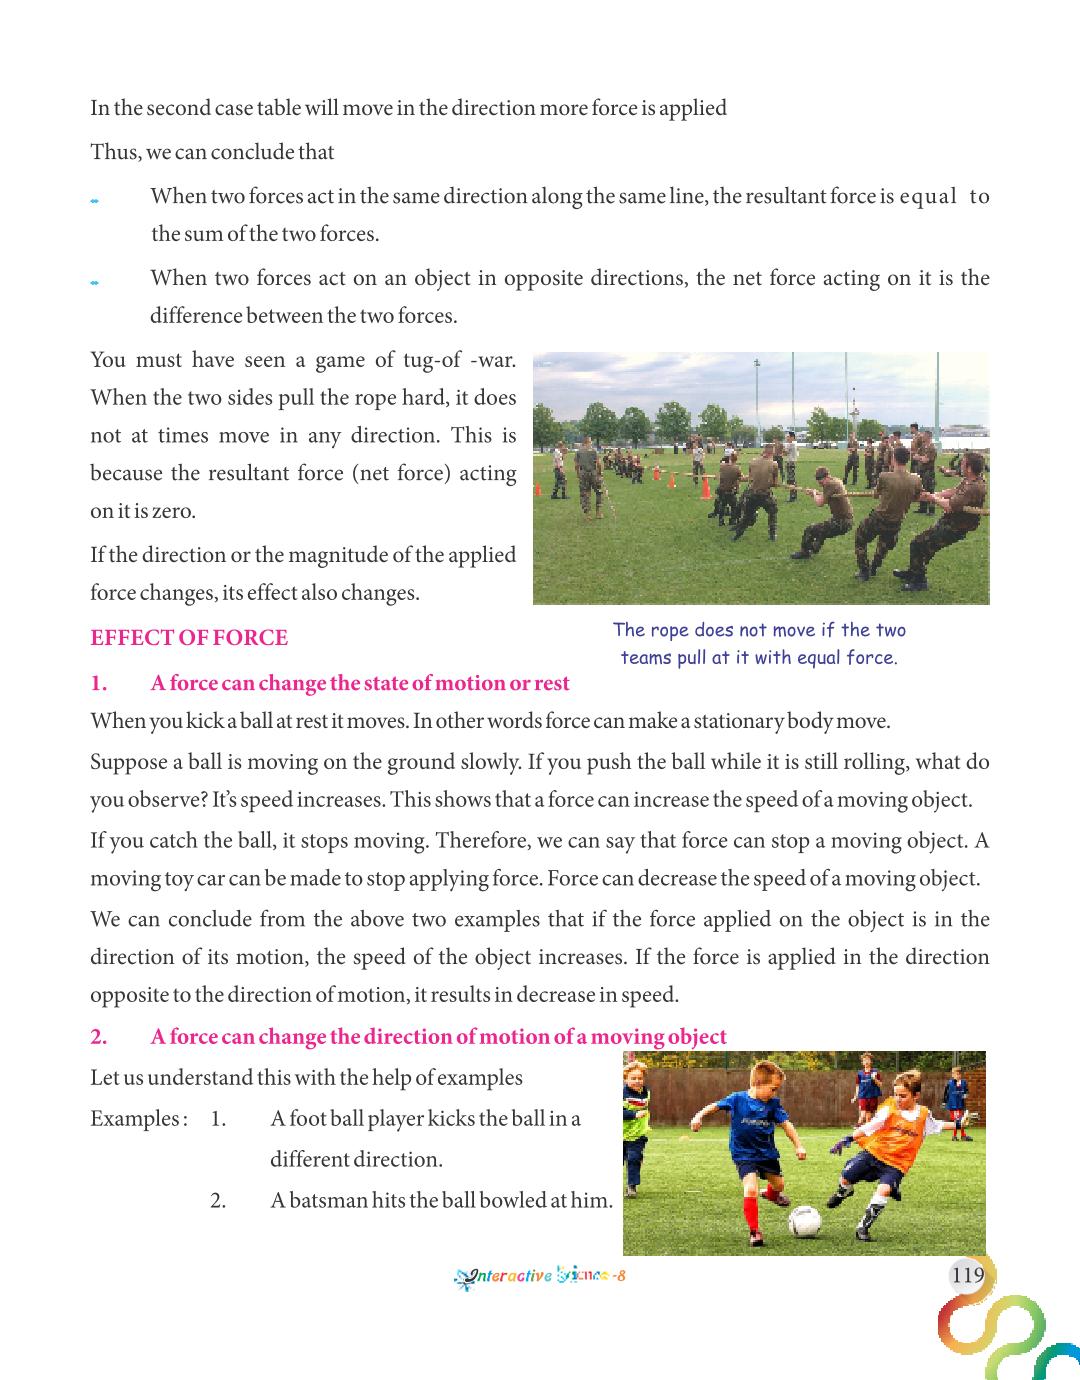 In the second case table will move in the direction more force is applied
Thus, we can conclude that
When two forces act in the same direction along the same line, the resultant force is equal to
the sum of the two forces.
When two forces act on an object in opposite directions, the net force acting on it is the
difference between the two forces.
You must have seen a game of tug-of -war.
When the two sides pull the rope hard, it does
not at times move in any direction. This is
because the resultant force (net force) acting
on it is zero.
If the direction or the magnitude of the applied
force changes, its effect also changes.
The rope does not move if the two
teams pull at it with equal force.
EFFECT OF FORCE
1. A force can change the state of motion or rest
When you kick a ball at rest it moves. In other words force can make a stationary body move.
Suppose a ball is moving on the ground slowly. If you push the ball while it is still rolling, what do
you observe? It's speed increases. This shows that a force can increase the speed of a moving object.
If you catch the ball, it stops moving. Therefore, we can say that force can stop a moving object. A
moving toy car can be made to stop applying force. Force can decrease the speed of a moving object.
We can conclude from the above two examples that if the force applied on the object is in the
direction of its motion, the speed of the object increases. If the force is applied in the direction
opposite to the direction of motion, it results in decrease in speed.
2. A force can change the direction of motion of a moving object
Let us understand this with the help of examples
Examples : 1. A foot ball player kicks the ball in a
different direction.
2. A batsman hits the ball bowled at him.
Interactive Science -8
119